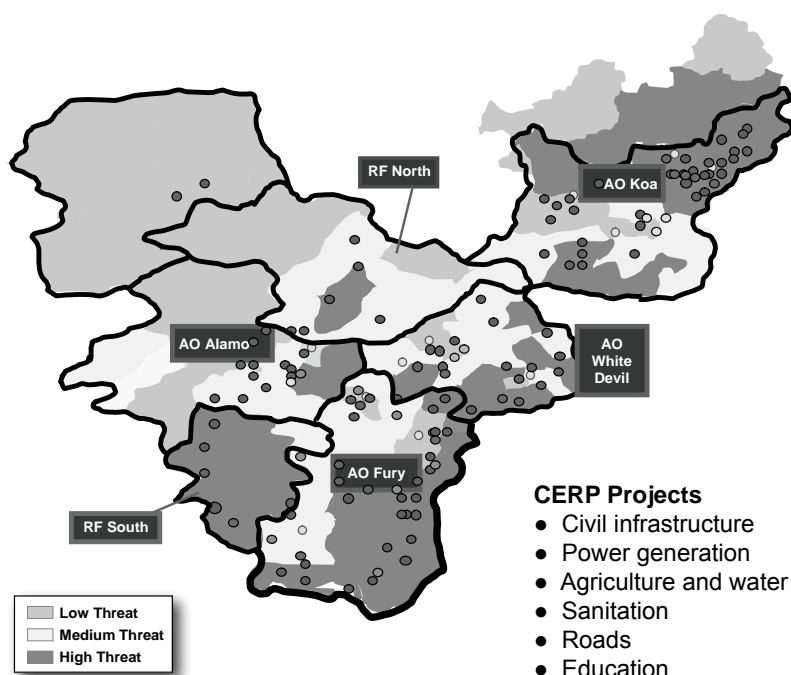 RF North
AO Koa
AO Alamo
AO
White
Devil
AO Fury
RF South
CERP Projects
● Civil infrastructure
● Power generation
● Agriculture and water
● Sanitation
● Roads
● Education
Low Threat
Medium Threat
High Threat